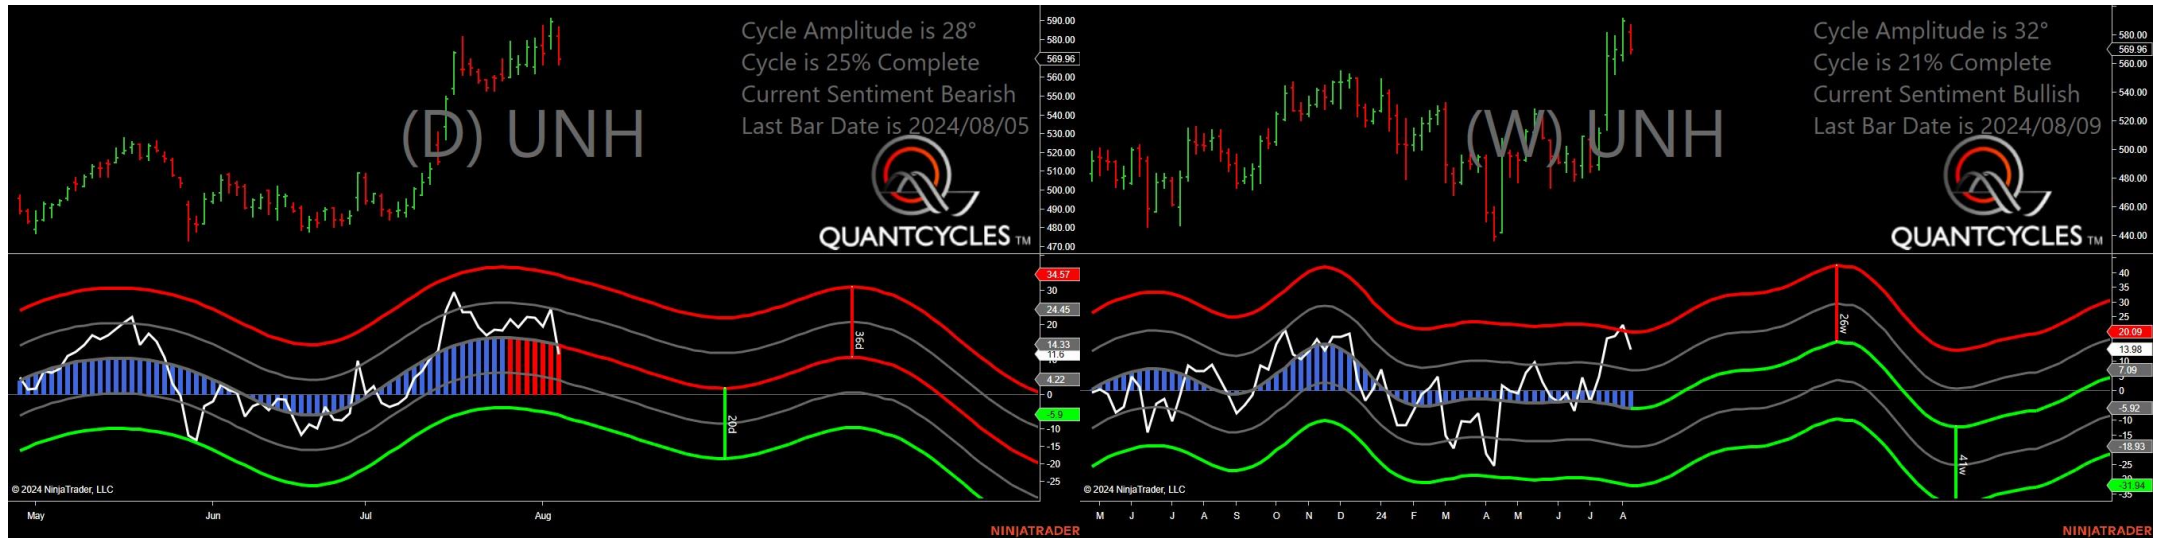 Cycle Amplitude is 28°
Cycle is 25% Complete
Current Sentiment Bearish
Last Bar Date is 2024/08/05
(D) UNH
QUANTCYCLES TM
590.00
580.00
569.96
560.00
550.00
540.00
530.00
520.00
510.00
500.00
490.00
480.00
470.00
34.57
30
24.45
20
14.33
11.6
10
4.22
0
-5.9
-10
-15
-20
-25
36d
20d
© 2024 NinjaTrader, LLC
May Jun Jul Aug
NINJATRADER
Cycle Amplitude is 32°
Cycle is 21% Complete
Current Sentiment Bullish
Last Bar Date is 2024/08/09
(W) UNH
QUANTCYCLES TM
580.00
569.96
560.00
520.00
500.00
480.00
460.00
440.00
40
35
30
25
20.09
13.98
7.09
5
0
-5.92
-10
-15
-18.93
-25
-31.94
-35
26w
41w
© 2024 NinjaTrader, LLC
M J J A S O N D 24 F M A M J J A
NINJATRADER